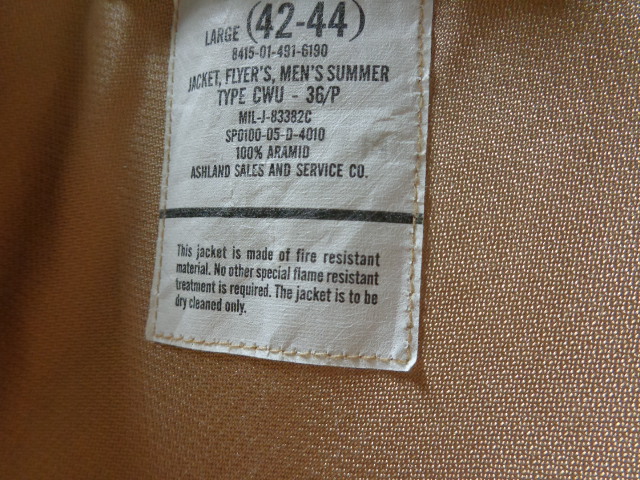 LARGE (42-44)
8415-01-491-6190
JACKET, FLYER'S, MEN'S SUMMER
TYPE CWU - 36/P
MIL-J-83382C
SPO100-05-D-4010
100% ARAMID
ASHLAND SALES AND SERVICE CO.
This jacket is made of fire resistant
material. No other special flame resistant
treatment is required. The jacket is to be
dry cleaned only.